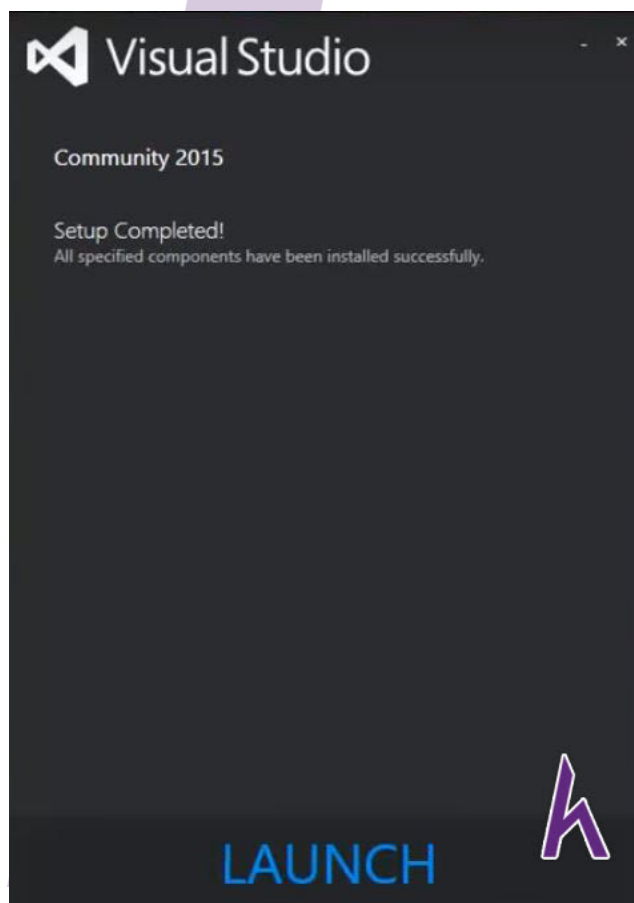 Visual Studio
Community 2015
Setup Completed!
All specified components have been installed successfully.
LAUNCH